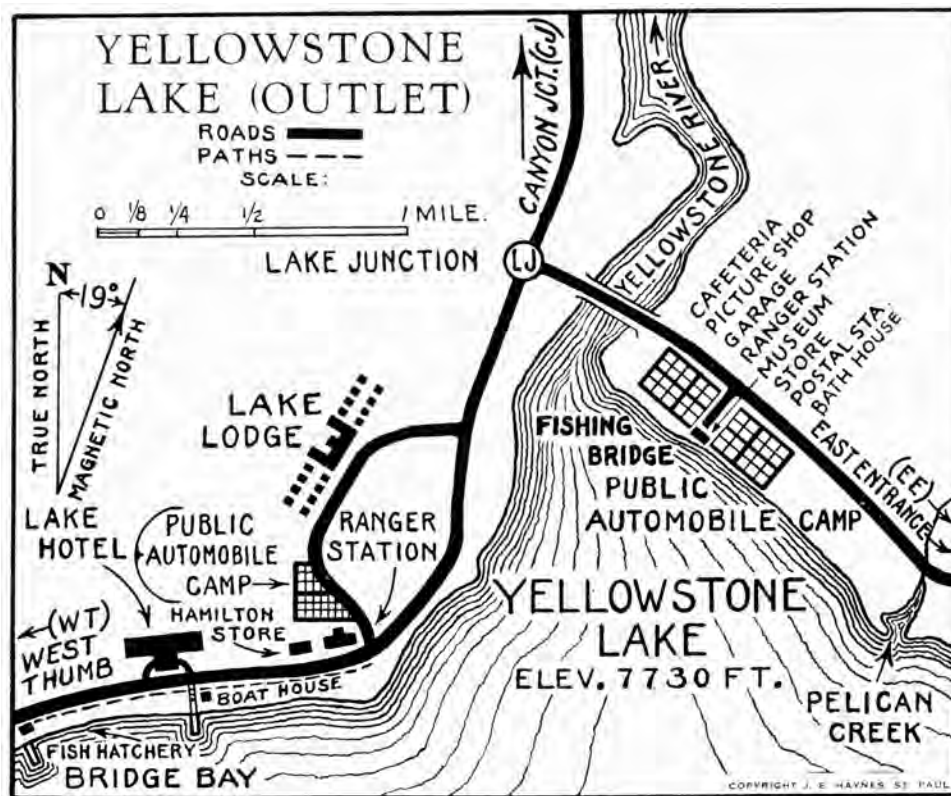 YELLOWSTONE
LAKE (OUTLET)
ROADS
PATHS
SCALE:
0 1/8 1/4 1/2 1 MILE.
LAKE JUNCTION
CANYON JCT. (CJ)
LJ
YELLOWSTONE RIVER
N
19°
TRUE NORTH
MAGNETIC NORTH
CAFETERIA
PICTURE SHOP
GARAGE
RANGER STATION
MUSEUM
STORE
POSTAL STA.
BATH HOUSE
LAKE
LODGE
FISHING
BRIDGE
PUBLIC
AUTOMOBILE CAMP
EAST ENTRANCE
(EE)
LAKE
HOTEL
PUBLIC
AUTOMOBILE
CAMP
RANGER
STATION
HAMILTON
STORE
(WT)
WEST
THUMB
BOAT HOUSE
FISH HATCHERY
BRIDGE BAY
YELLOWSTONE
LAKE
ELEV. 7730 FT.
PELICAN
CREEK
COPYRIGHT J. E. HAYNES, ST. PAUL